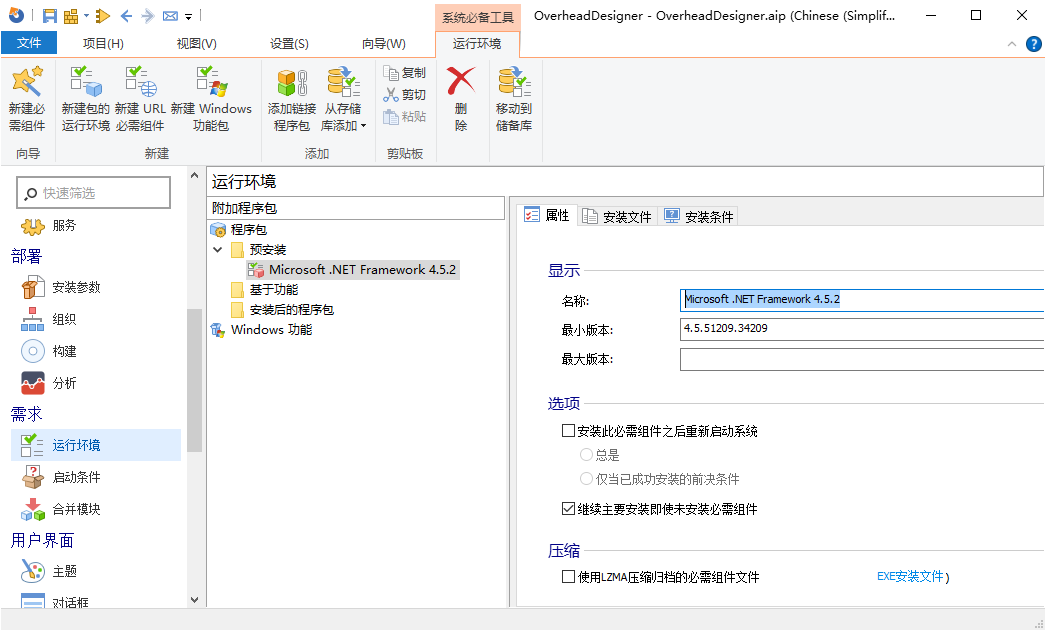 系统必备工具
OverheadDesigner - OverheadDesigner.aip (Chinese (Simplif...
文件
项目(H)
视图(V)
设置(S)
向导(W)
运行环境
新建必
需组件
新建包的
运行环境
新建 URL
必需组件
新建 Windows
功能包
添加链接
程序包
从存储
库添加
复制
剪切
粘贴
删
除
移动到
储备库
向导
新建
添加
剪贴板
快速筛选
服务
部署
安装参数
组织
构建
分析
需求
运行环境
启动条件
合并模块
用户界面
主题
对话框
运行环境
附加程序包
程序包
预安装
Microsoft .NET Framework 4.5.2
基于功能
安装后的程序包
Windows 功能
属性
安装文件
安装条件
显示
名称:
Microsoft .NET Framework 4.5.2
最小版本:
4.5.51209.34209
最大版本:
选项
安装此必需组件之后重新启动系统
总是
仅当已成功安装的前决条件
继续主要安装即使未安装必需组件
压缩
使用LZMA压缩归档的必需组件文件
EXE安装文件)